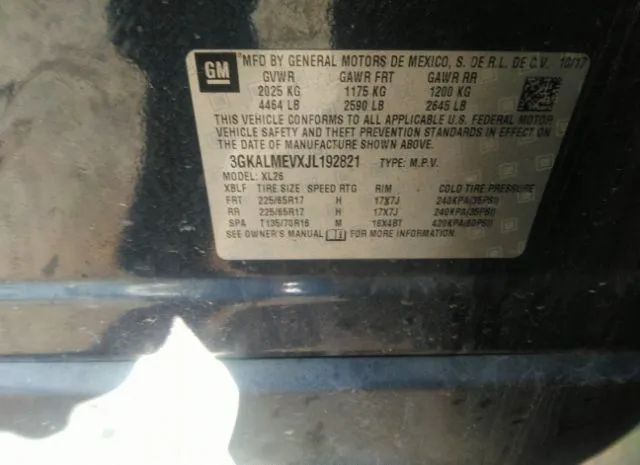 GM
MFD BY GENERAL MOTORS DE MEXICO, S. DE R.L. DE C.V. 10/17
GVWR GAWR FRT GAWR RR
2025 KG 1175 KG 1200 KG
4464 LB 2590 LB 2645 LB
THIS VEHICLE CONFORMS TO ALL APPLICABLE U.S. FEDERAL MOTOR
VEHICLE SAFETY AND THEFT PREVENTION STANDARDS IN EFFECT ON
THE DATE OF MANUFACTURE SHOWN ABOVE.
3GKALMEVXJL192821 TYPE: M.P.V.
MODEL: XL26
XBLF TIRE SIZE SPEED RTG RIM COLD TIRE PRESSURE
FRT 225/65R17 H 17X7J 240KPA(35PSI)
RR 225/65R17 H 17X7J 240KPA(35PSI)
SPA T135/70R16 M 16X4BT 420KPA(60PSI)
SEE OWNER'S MANUAL FOR MORE INFORMATION.